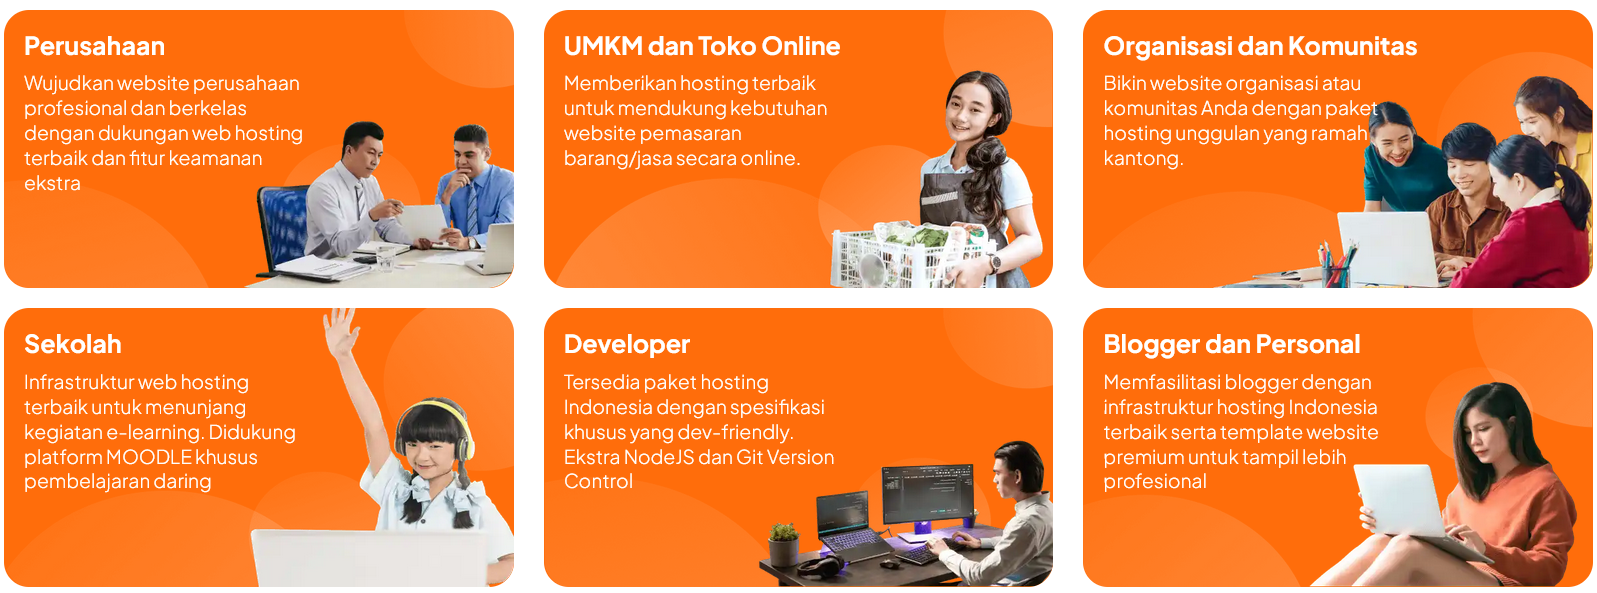 Perusahaan
Wujudkan website perusahaan
profesional dan berkelas
dengan dukungan web hosting
terbaik dan fitur keamanan
ekstra
UMKM dan Toko Online
Memberikan hosting terbaik
untuk mendukung kebutuhan
website pemasaran
barang/jasa secara online.
Organisasi dan Komunitas
Bikin website organisasi atau
komunitas Anda dengan paket
hosting unggulan yang ramah
kantong.
Sekolah
Infrastruktur web hosting
terbaik untuk menunjang
kegiatan e-learning. Didukung
platform MOODLE khusus
pembelajaran daring
Developer
Tersedia paket hosting
Indonesia dengan spesifikasi
khusus yang dev-friendly.
Ekstra NodeJS dan Git Version
Control
Blogger dan Personal
Memfasilitasi blogger dengan
infrastruktur hosting Indonesia
terbaik serta template website
premium untuk tampil lebih
profesional